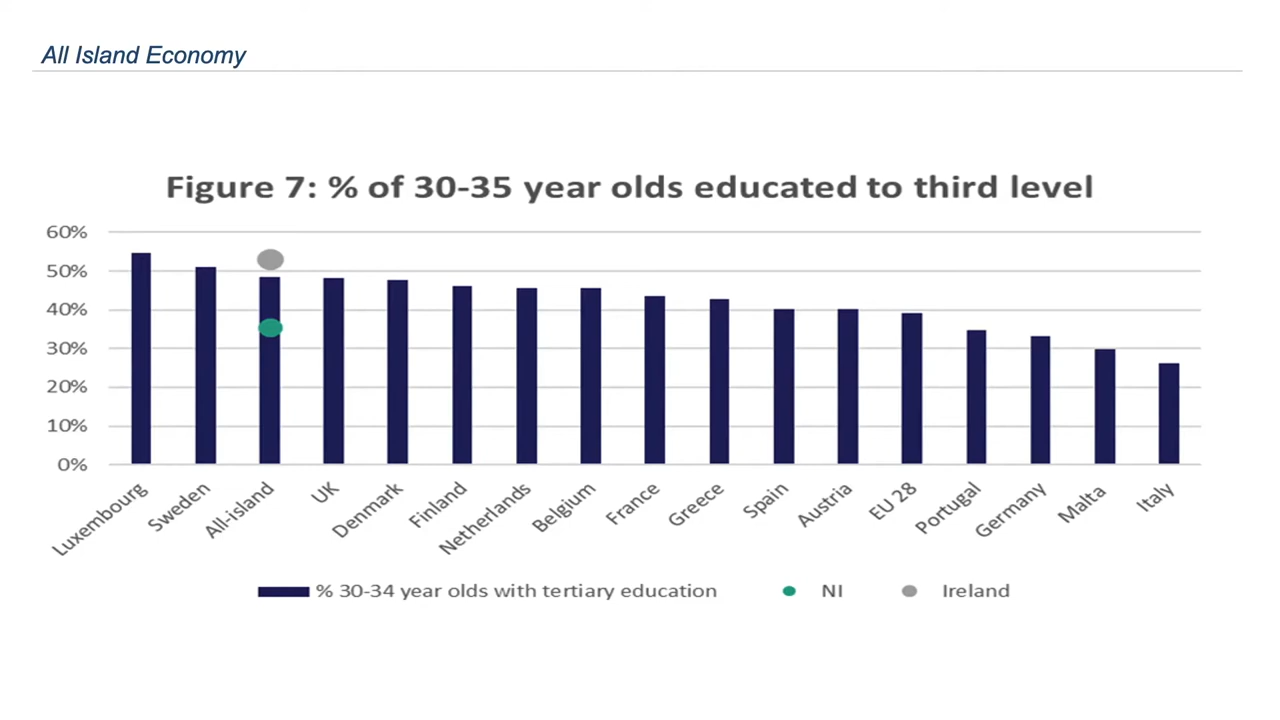 All Island Economy
Figure 7: % of 30-35 year olds educated to third level
60%
50%
40%
30%
20%
10%
0%
Luxembourg
Sweden
All-island
UK
Denmark
Finland
Netherlands
Belgium
France
Greece
Spain
Austria
EU 28
Portugal
Germany
Malta
Italy
% 30-34 year olds with tertiary education
NI
Ireland